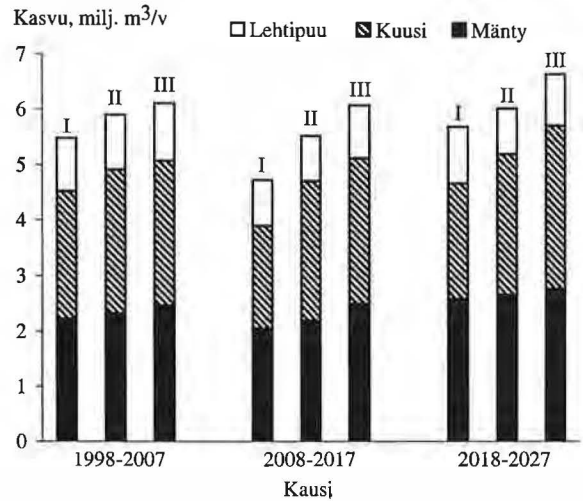 Kasvu, milj. m³/v
Lehtipuu Kuusi Mänty
7
6
5
4
3
2
1
0
I II III
I II III
I II III
1998-2007 2008-2017 2018-2027
Kausi